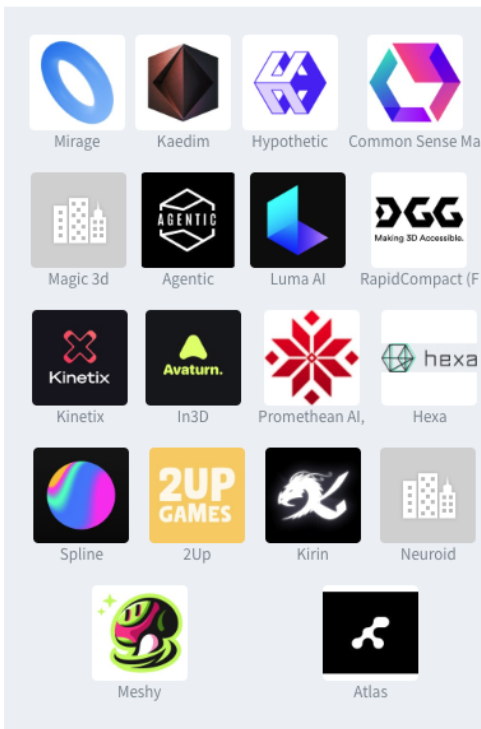 Mirage Kaedim Hypothetic Common Sense Ma
AGENTIC
DGG
Making 3D Accessible.
Magic 3d Agentic Luma AI RapidCompact (F
Kinetix
Avaturn.
hexa
Kinetix In3D Promethean AI, Hexa
2UP
GAMES
Spline 2Up Kirin Neuroid
Meshy Atlas